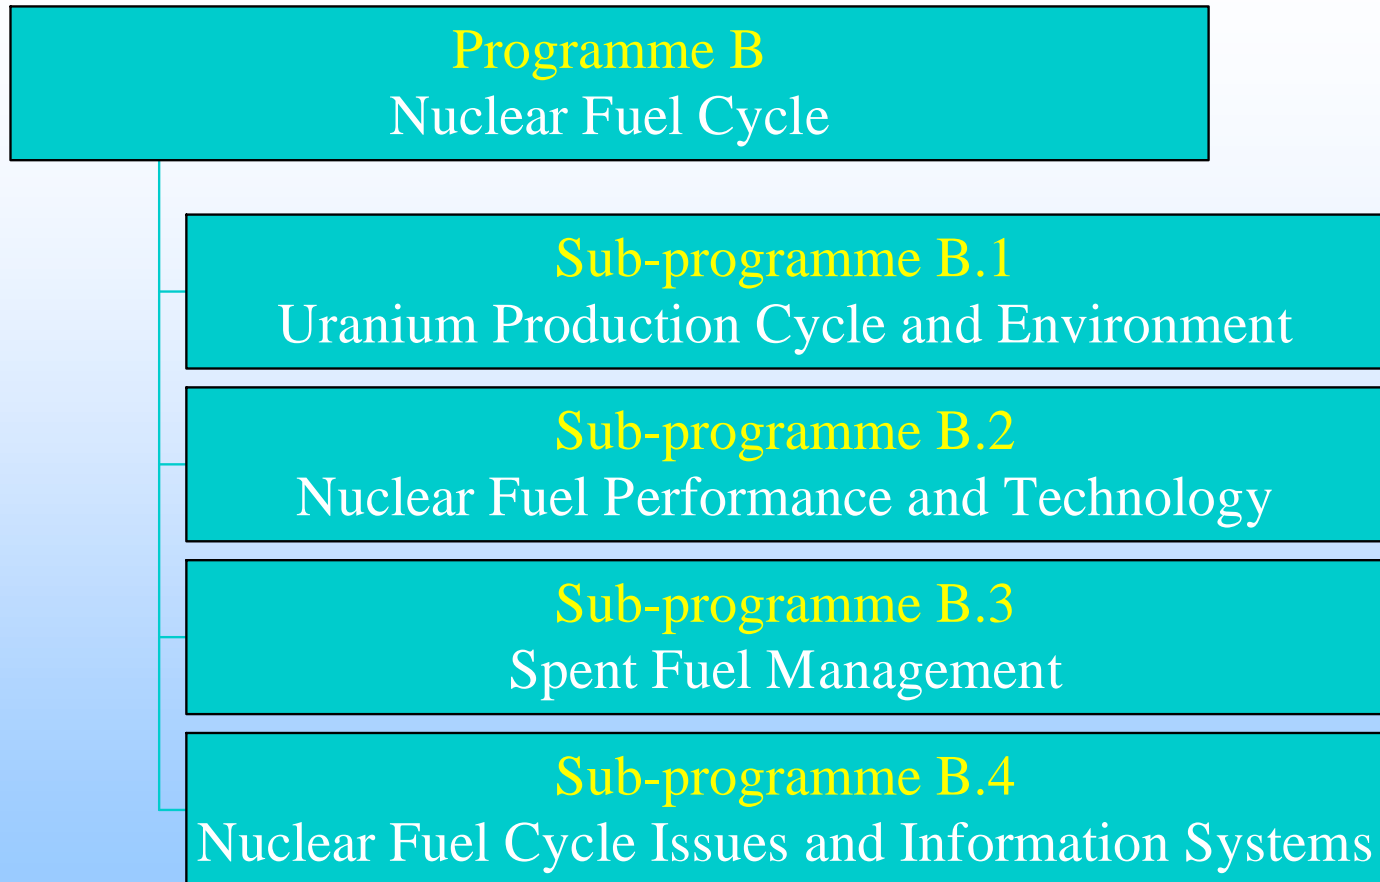 Programme B
Nuclear Fuel Cycle
Sub-programme B.1
Uranium Production Cycle and Environment
Sub-programme B.2
Nuclear Fuel Performance and Technology
Sub-programme B.3
Spent Fuel Management
Sub-programme B.4
Nuclear Fuel Cycle Issues and Information Systems